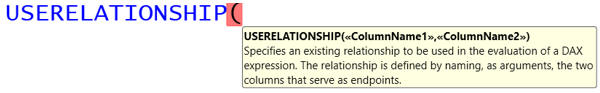 USERELATIONSHIP(
USERELATIONSHIP(«ColumnName1»,«ColumnName2»)
Specifies an existing relationship to be used in the evaluation of a DAX
expression. The relationship is defined by naming, as arguments, the two
columns that serve as endpoints.